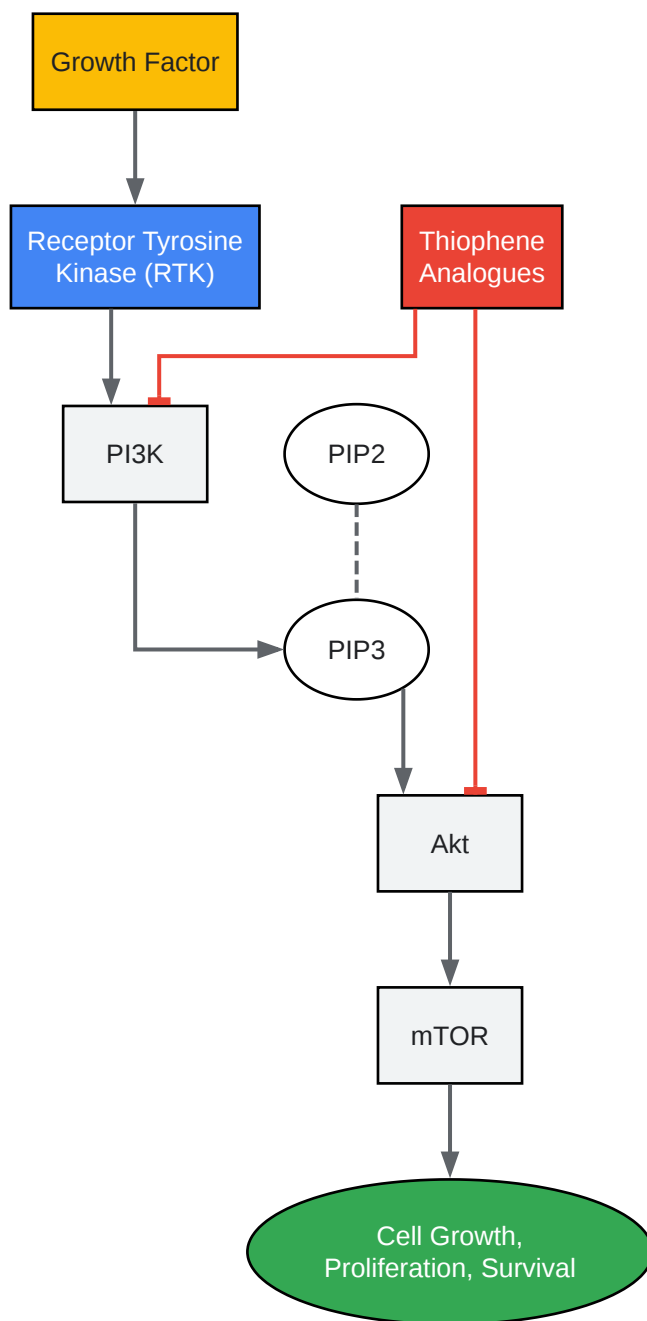 Growth Factor
Receptor Tyrosine
Kinase (RTK)
Thiophene
Analogues
PI3K
PIP2
PIP3
Akt
mTOR
Cell Growth,
Proliferation, Survival